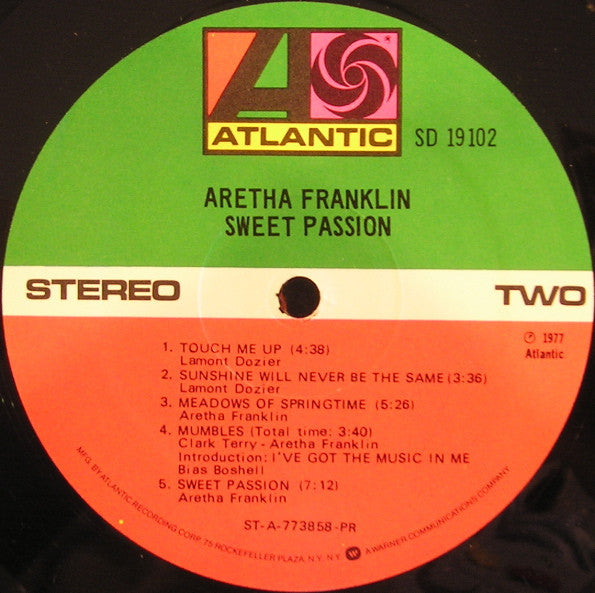 A
ATLANTIC
SD 19102
ARETHA FRANKLIN
SWEET PASSION
STEREO
TWO
℗ 1977
Atlantic
1. TOUCH ME UP (4:38)
Lamont Dozier
2. SUNSHINE WILL NEVER BE THE SAME (3:36)
Lamont Dozier
3. MEADOWS OF SPRINGTIME (5:26)
Aretha Franklin
4. MUMBLES (Total time: 3:40)
Clark Terry - Aretha Franklin
Introduction: I'VE GOT THE MUSIC IN ME
Bias Boshell
5. SWEET PASSION (7:12)
Aretha Franklin
ST-A-773858-PR
MFG. BY ATLANTIC RECORDING CORP. 75 ROCKEFELLER PLAZA, N.Y. N.Y. W A WARNER COMMUNICATIONS COMPANY